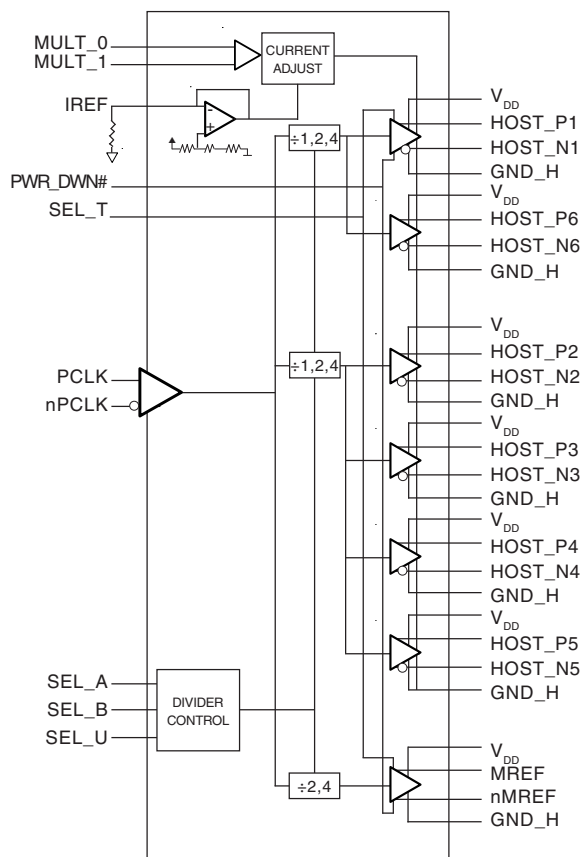 MULT_0
MULT_1
CURRENT
ADJUST
IREF
-
+
÷1,2,4
PWR_DWN#
SEL_T
VDD
HOST_P1
HOST_N1
GND_H
VDD
HOST_P6
HOST_N6
GND_H
PCLK
nPCLK
÷1,2,4
VDD
HOST_P2
HOST_N2
GND_H
VDD
HOST_P3
HOST_N3
GND_H
VDD
HOST_P4
HOST_N4
GND_H
VDD
HOST_P5
HOST_N5
GND_H
SEL_A
SEL_B
SEL_U
DIVIDER
CONTROL
÷2,4
VDD
MREF
nMREF
GND_H